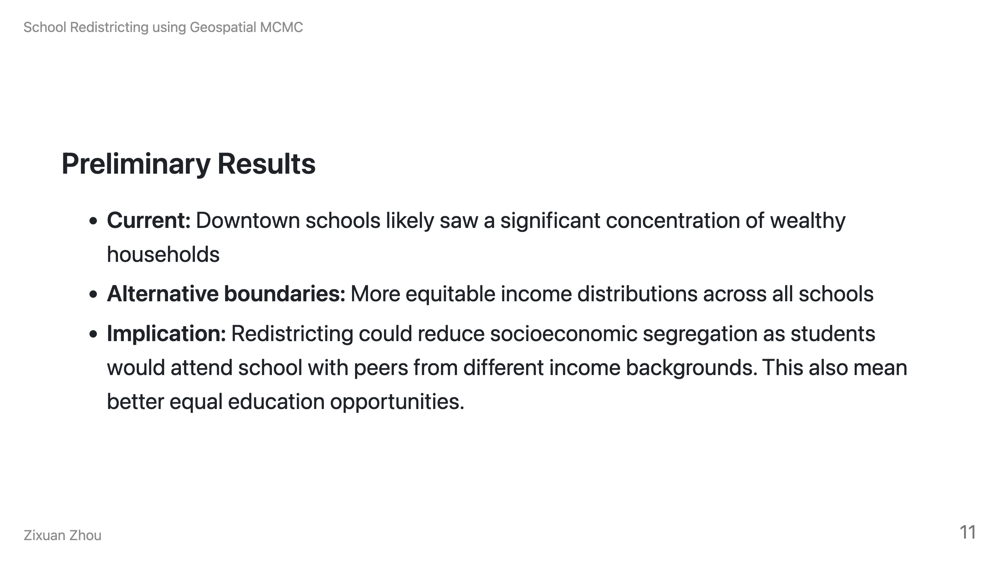 School Redistricting using Geospatial MCMC
Preliminary Results
• Current: Downtown schools likely saw a significant concentration of wealthy
households
• Alternative boundaries: More equitable income distributions across all schools
• Implication: Redistricting could reduce socioeconomic segregation as students
would attend school with peers from different income backgrounds. This also mean
better equal education opportunities.
Zixuan Zhou
11